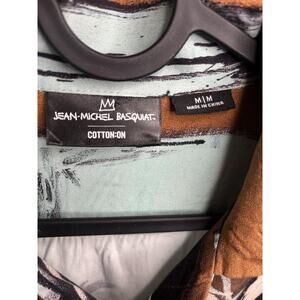 JEAN-MICHEL BASQUIAT
COTTON:ON
M|M
MADE IN CHINA